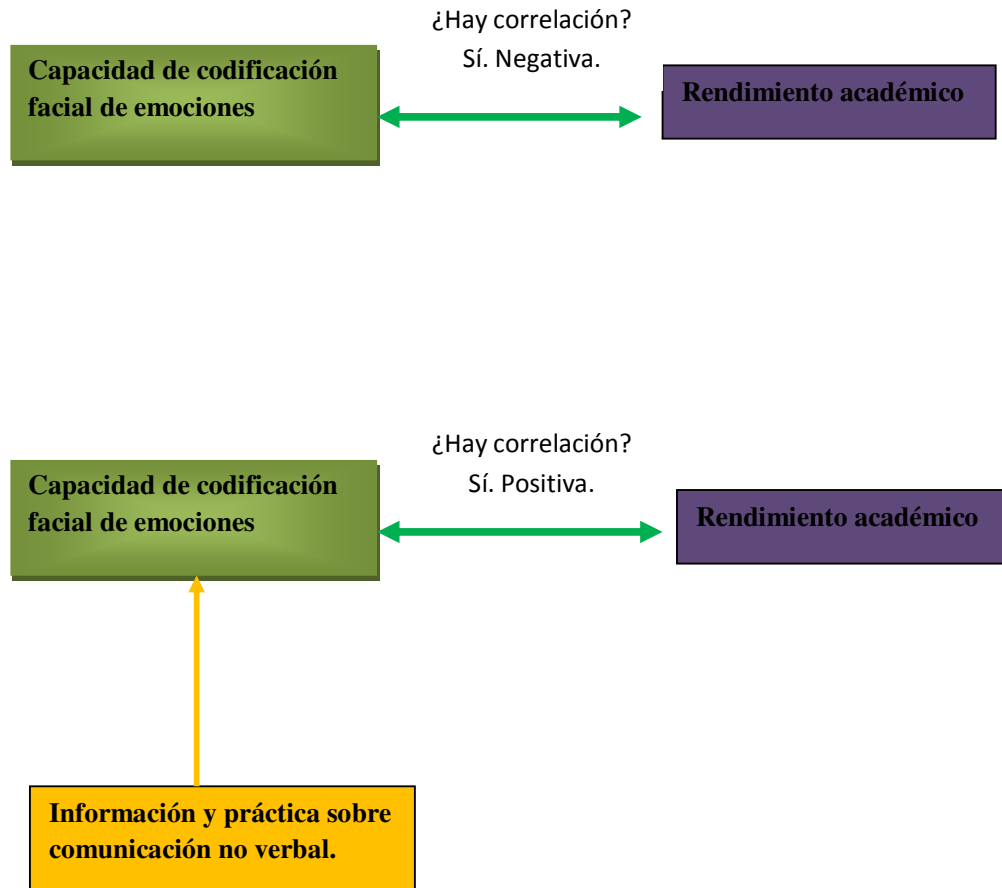 ¿Hay correlación?
Sí. Negativa.
Capacidad de codificación
facial de emociones
Rendimiento académico
¿Hay correlación?
Sí. Positiva.
Capacidad de codificación
facial de emociones
Rendimiento académico
Información y práctica sobre
comunicación no verbal.